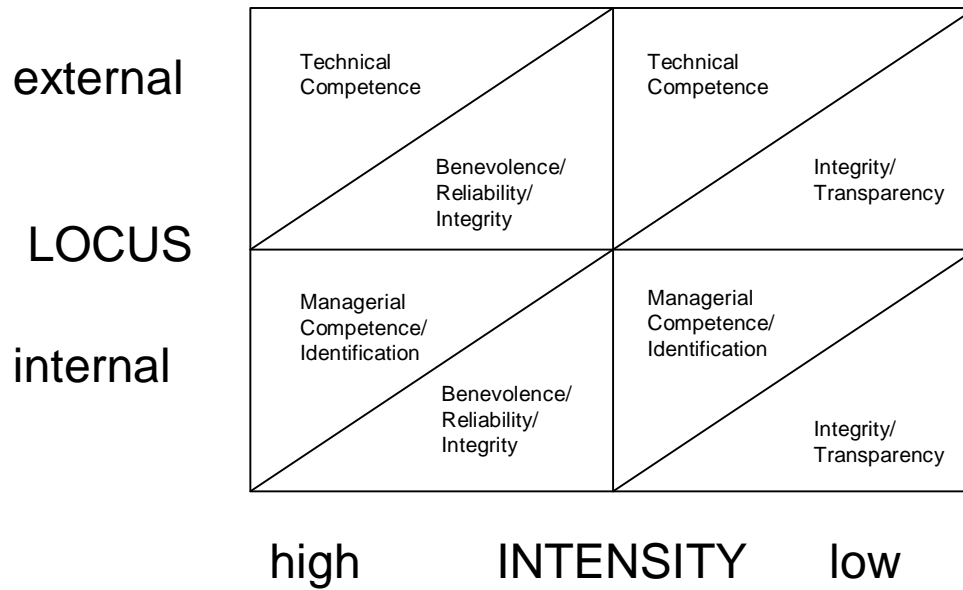 external
Technical
Competence
Benevolence/
Reliability/
Integrity
Technical
Competence
Integrity/
Transparency
LOCUS
internal
Managerial
Competence/
Identification
Benevolence/
Reliability/
Integrity
Managerial
Competence/
Identification
Integrity/
Transparency
high
INTENSITY
low